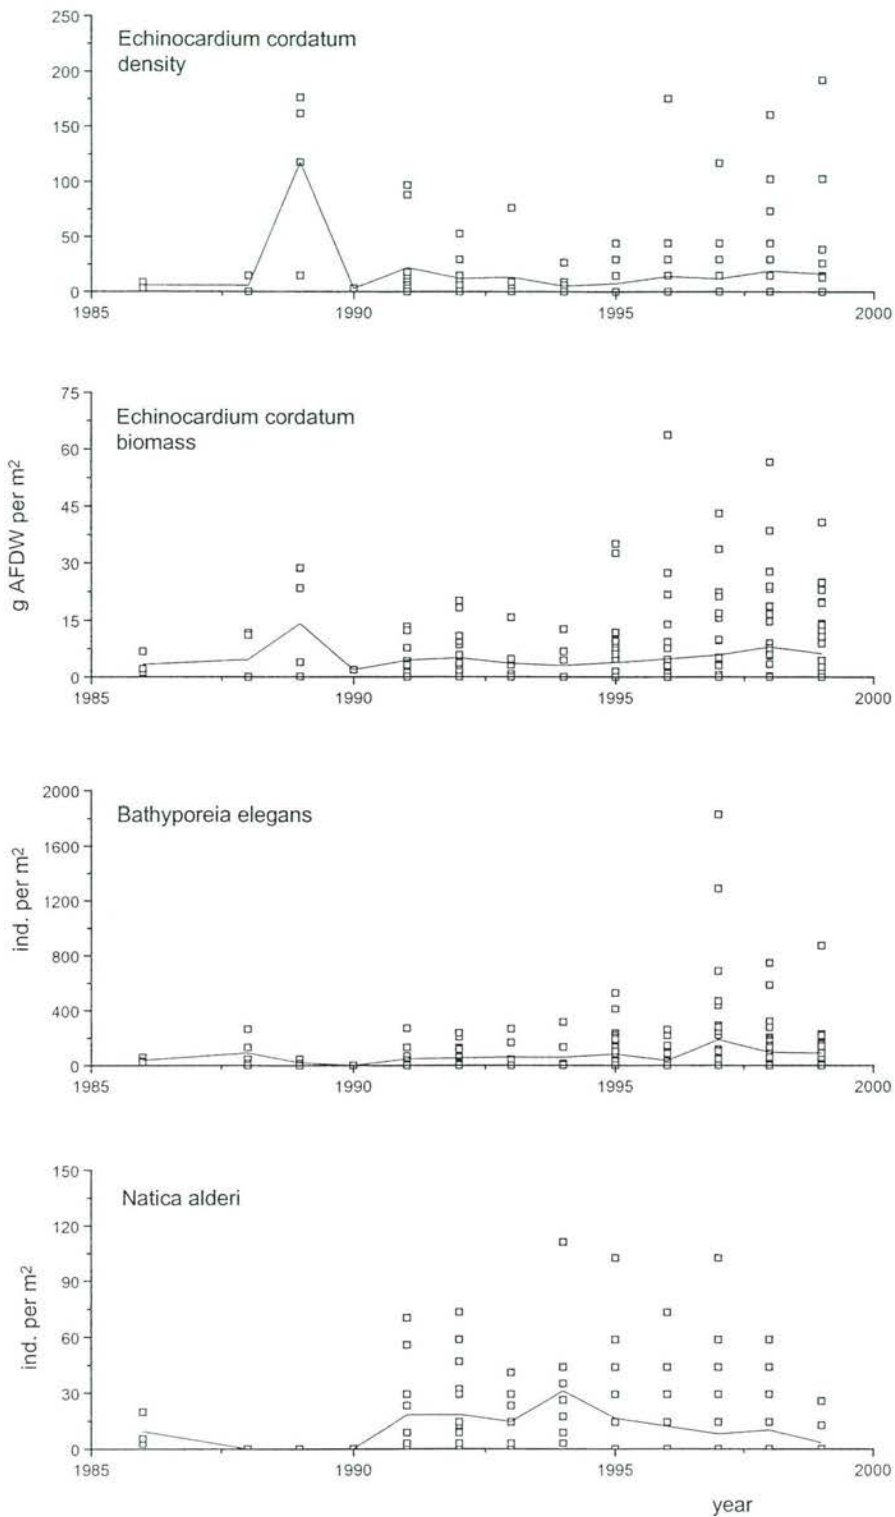 250
Echinocardium cordatum
density
200
150
100
50
0
1985 1990 1995 2000
75
Echinocardium cordatum
biomass
60
45
g AFDW per m2
30
15
0
1985 1990 1995 2000
2000
Bathyporeia elegans
1600
1200
ind. per m2
800
400
0
1985 1990 1995 2000
150
Natica alderi
120
90
ind. per m2
60
30
0
1985 1990 1995 2000
year